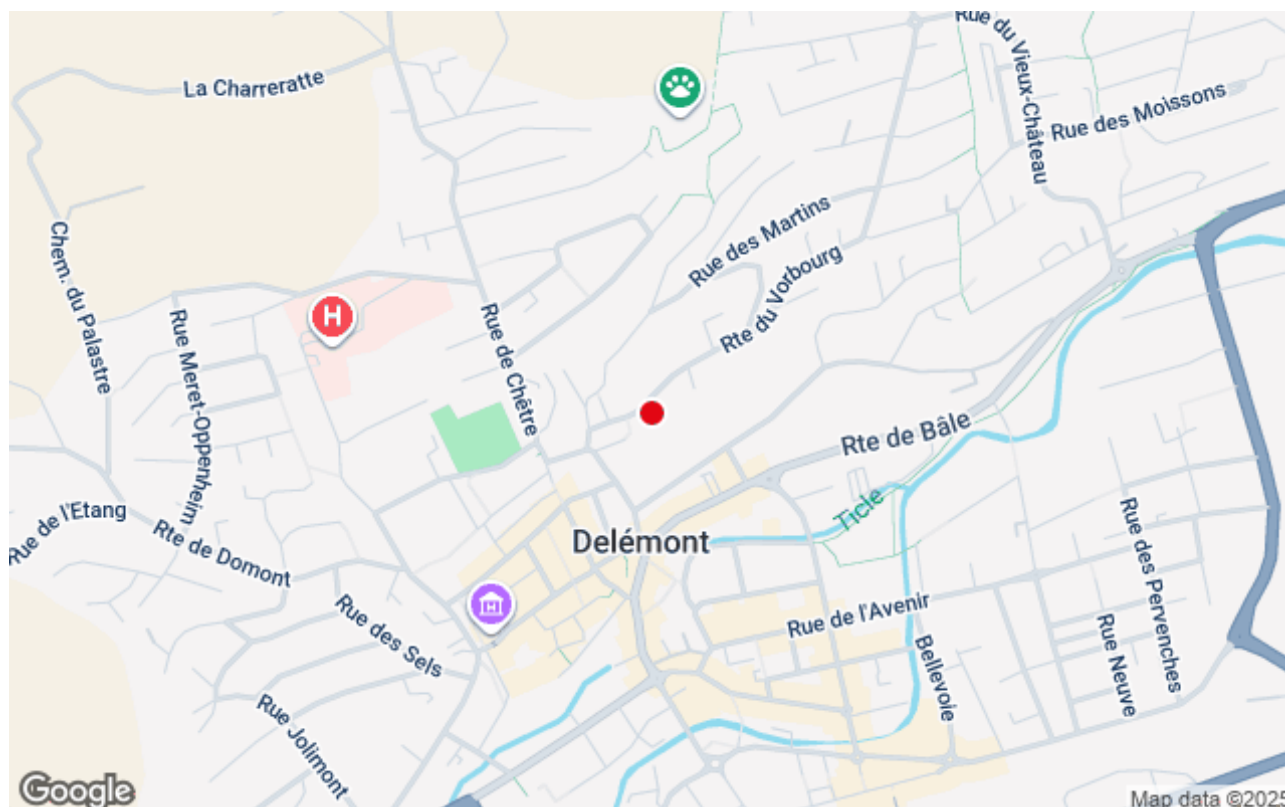 Rue du Vieux-Château
La Charreratte
Rue des Moissons
Chem. du Palastre
Rue des Martins
Rte du Vorbourg
H
Rue Meret-Oppenheim
Rue de Chêtre
Rte de Bâle
Ticle
Rue de l'Etang
Rte de Domont
Delémont
Rue des Pervenches
Rue de l'Avenir
Rue des Sels
Bellevoie
Rue Neuve
Rue Jolimont
Google
Map data ©2025